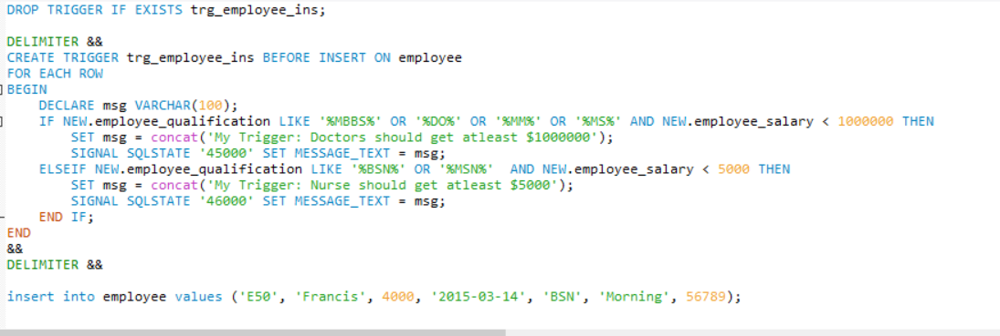 DROP TRIGGER IF EXISTS trg_employee_ins;
DELIMITER &&
CREATE TRIGGER trg_employee_ins BEFORE INSERT ON employee
FOR EACH ROW
BEGIN
DECLARE msg VARCHAR(100);
IF NEW.employee_qualification LIKE '%MBBS%' OR '%DO%' OR '%MM%' OR '%MS%' AND NEW.employee_salary < 1000000 THEN
SET msg = concat('My Trigger: Doctors should get atleast $1000000');
SIGNAL SQLSTATE '45000' SET MESSAGE_TEXT = msg;
ELSEIF NEW.employee_qualification LIKE '%BSN%' OR '%MSN%'  AND NEW.employee_salary < 5000 THEN
SET msg = concat('My Trigger: Nurse should get atleast $5000');
SIGNAL SQLSTATE '46000' SET MESSAGE_TEXT = msg;
END IF;
END
&&
DELIMITER &&
insert into employee values ('E50', 'Francis', 4000, '2015-03-14', 'BSN', 'Morning', 56789);